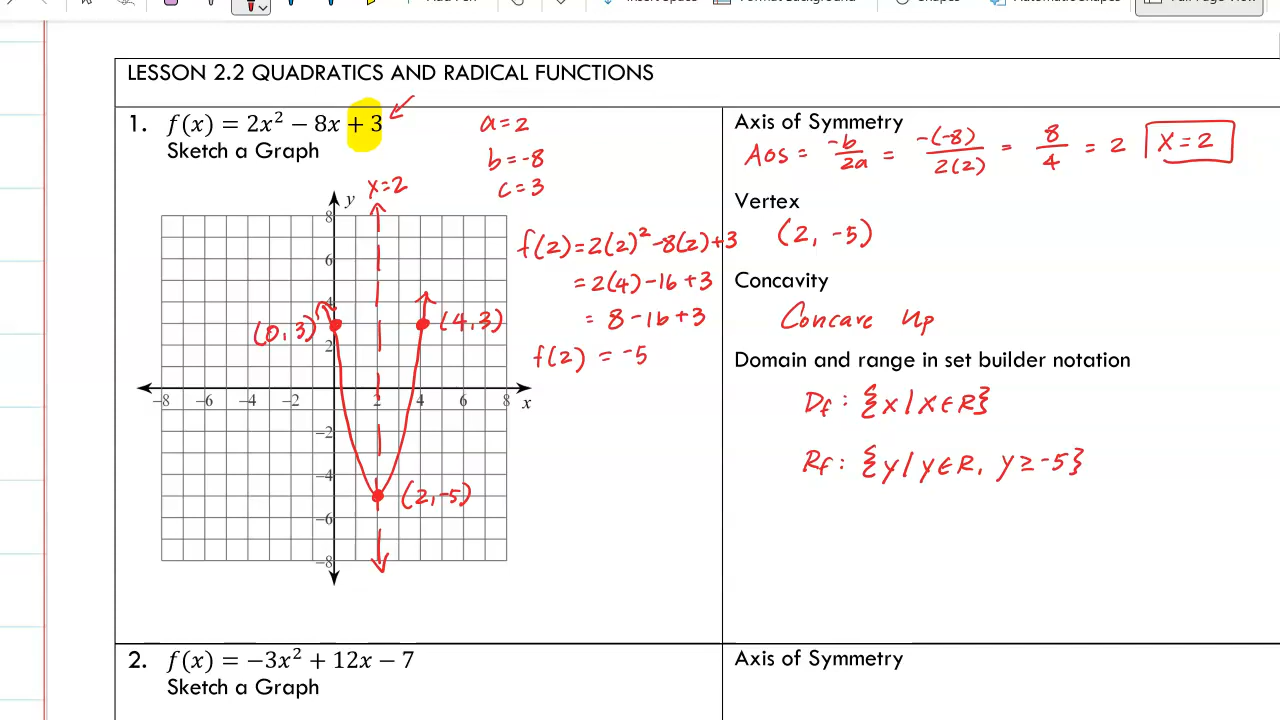 LESSON 2.2 QUADRATICS AND RADICAL FUNCTIONS
1. f(x) = 2x² − 8x + 3
Sketch a Graph
a = 2
b = -8
c = 3
x=2
y
8
6
4
2
−8 −6 −4 −2 2 4 6 8 x
−2
−4
−6
−8
(0,3)
(4,3)
(2,-5)
f(2) = 2(2)² -8(2)+3
= 2(4) -16 +3
= 8 -16 +3
f(2) = -5
Axis of Symmetry
AOS = -b/2a = -(-8)/2(2) = 8/4 = 2 X=2
Vertex
(2, -5)
Concavity
Concave Up
Domain and range in set builder notation
Df : {X/X∈R}
Rf : {y/y∈R, y≥-5}
2. f(x) = −3x² + 12x − 7
Sketch a Graph
Axis of Symmetry